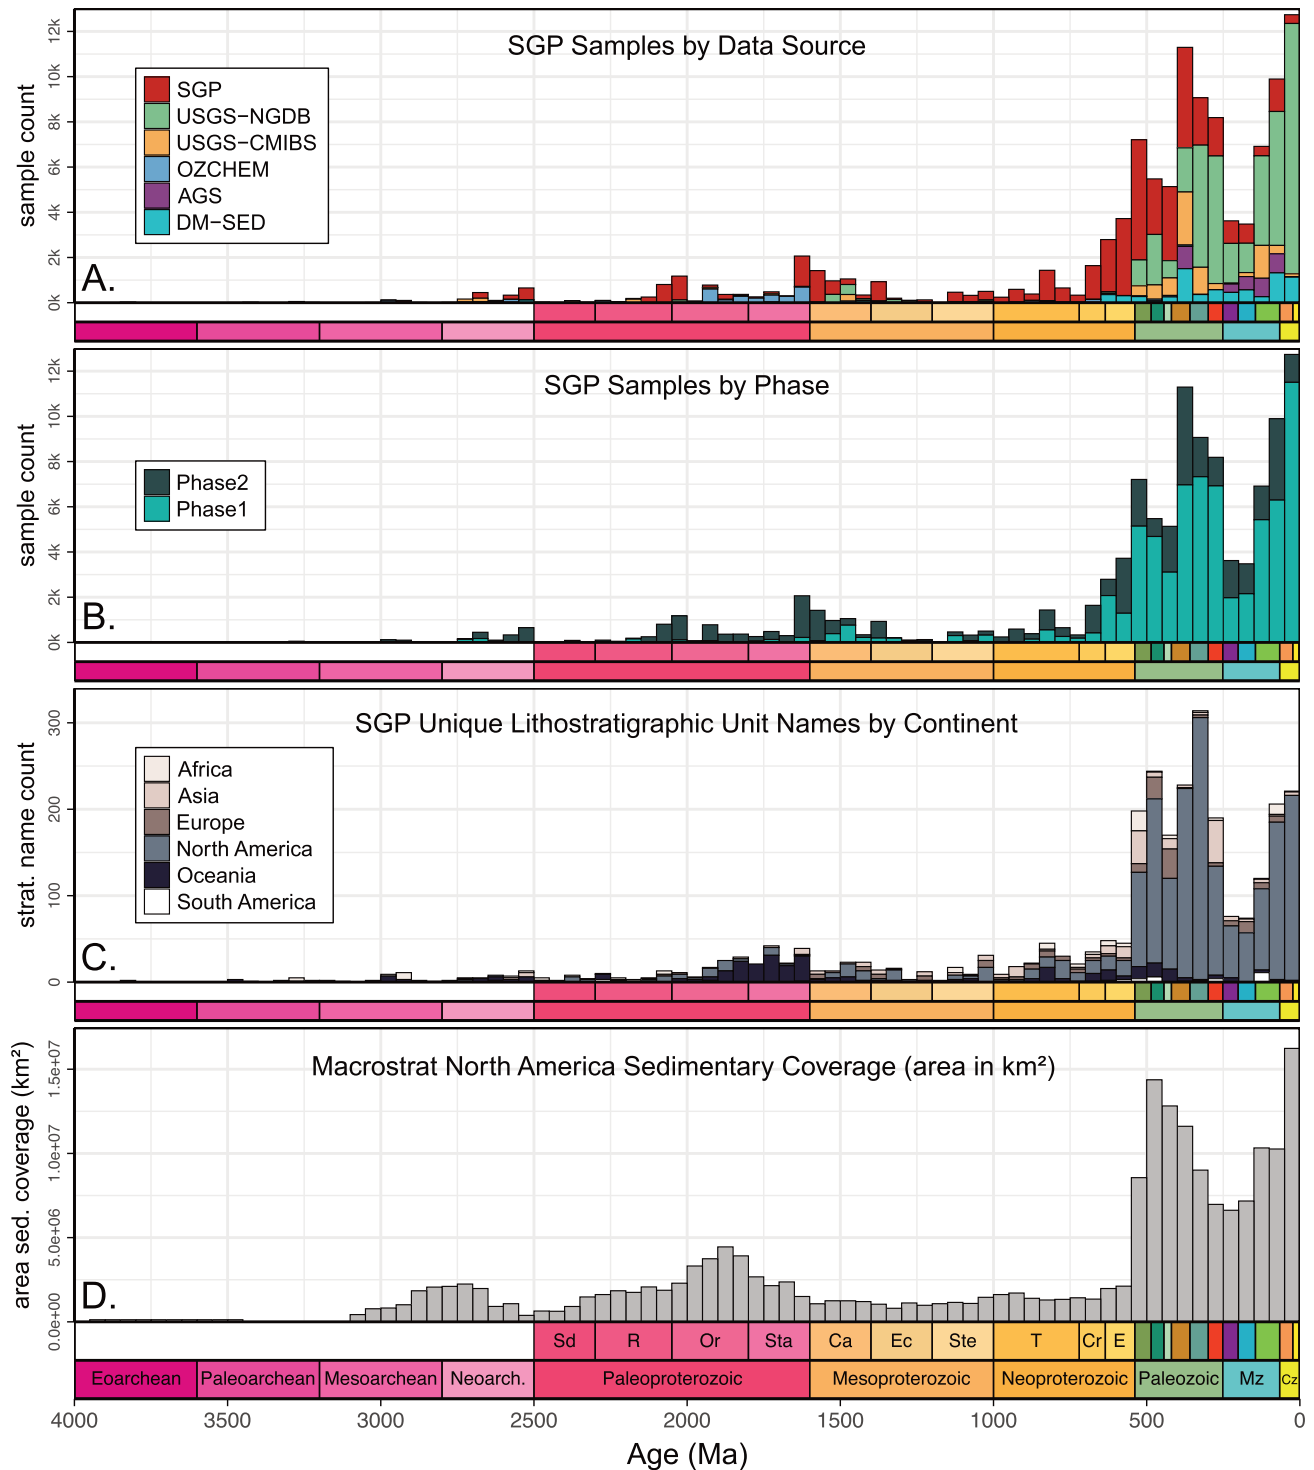 SGP Samples by Data Source
sample count
12k
10k
8k
6k
4k
2k
0k
SGP
USGS−NGDB
USGS−CMIBS
OZCHEM
AGS
DM−SED
A.
SGP Samples by Phase
sample count
12k
10k
8k
6k
4k
2k
0k
Phase2
Phase1
B.
SGP Unique Lithostratigraphic Unit Names by Continent
strat. name count
300
200
100
0
Africa
Asia
Europe
North America
Oceania
South America
C.
Macrostrat North America Sedimentary Coverage (area in km²)
area sed. coverage (km²)
1.5e+07
1.0e+07
5.0e+06
0.0e+00
D.
Sd R Or Sta Ca Ec Ste T Cr E
Eoarchean Paleoarchean Mesoarchean Neoarch. Paleoproterozoic Mesoproterozoic Neoproterozoic Paleozoic Mz Cz
4000 3500 3000 2500 2000 1500 1000 500 0
Age (Ma)